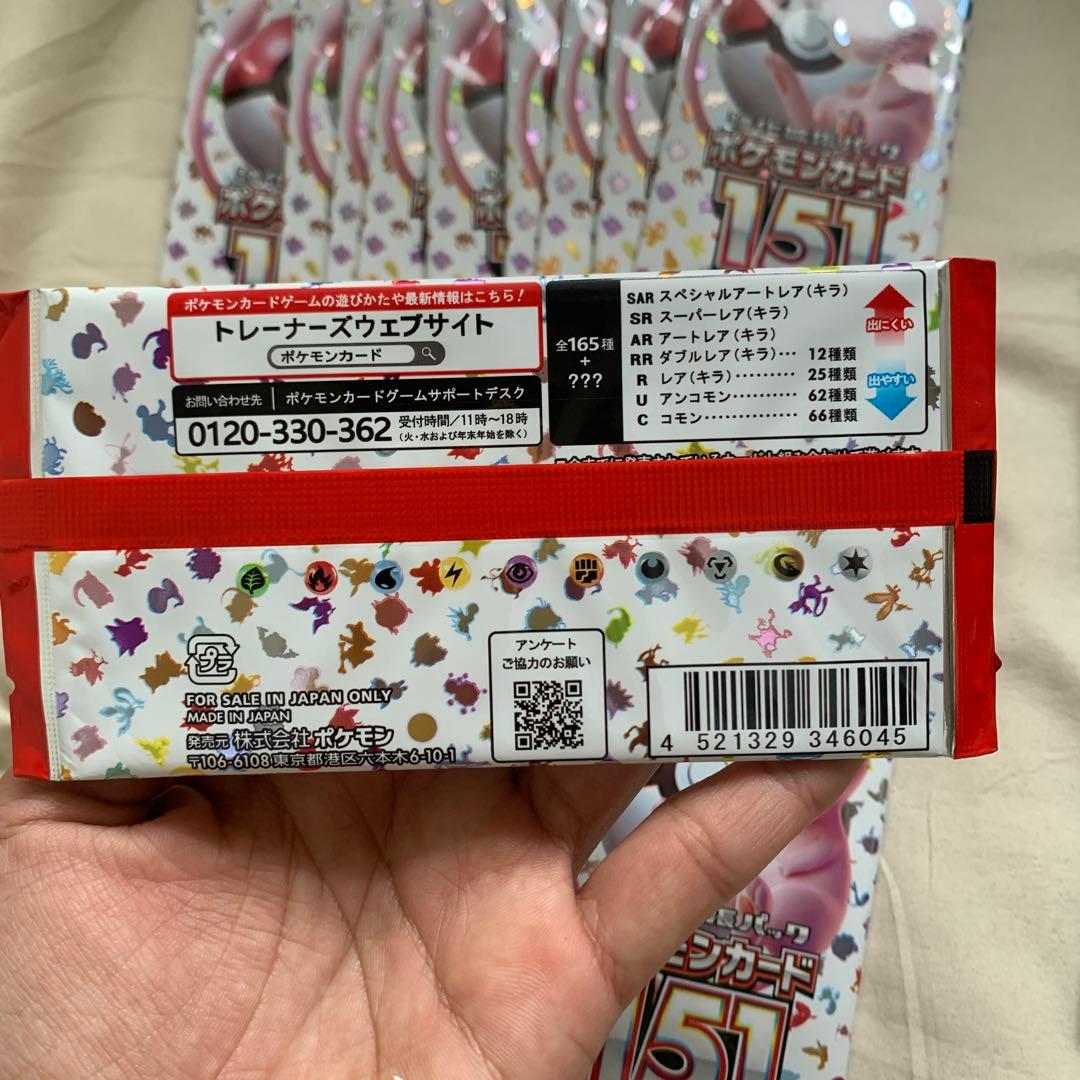 ポケモンカード
151
ポケ
1
ポケモンカードゲームの遊びかたや最新情報はこちら!
トレーナーズウェブサイト
ポケモンカード
お問い合わせ先 ポケモンカードゲームサポートデスク
0120-330-362 受付時間/11時〜18時
(火・水および年末年始を除く)
全165種
+
???
SAR スペシャルアートレア(キラ)
SR スーパーレア(キラ)
AR アートレア(キラ)
RR ダブルレア(キラ)… 12種類
R レア(キラ)……… 25種類
U アンコモン……… 62種類
C コモン…………… 66種類
出にくい
出やすい
プラ
FOR SALE IN JAPAN ONLY
MADE IN JAPAN
発売元 株式会社 ポケモン
〒106-6108 東京都港区六本木6-10-1
アンケート
ご協力のお願い
4 521329 346045
パック
モンカード
151